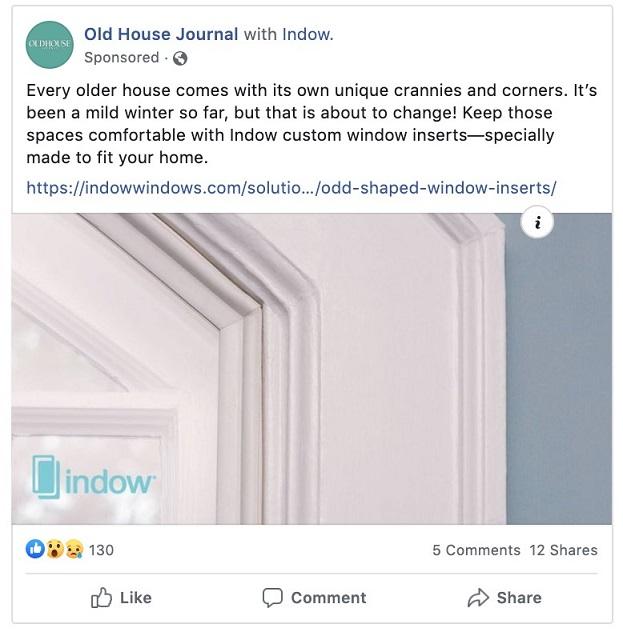 OLDHOUSE
Old House Journal with Indow.
Sponsored ·
Every older house comes with its own unique crannies and corners. It's
been a mild winter so far, but that is about to change! Keep those
spaces comfortable with Indow custom window inserts—specially
made to fit your home.
https://indowwindows.com/solutio.../odd-shaped-window-inserts/
i
indow
130
5 Comments 12 Shares
Like
Comment
Share